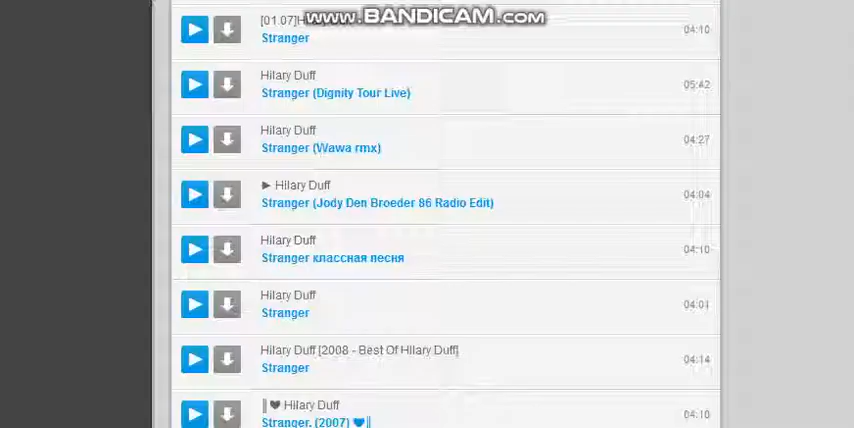 www.BANDICAM.com
[01.07]
Stranger
04:10
Hilary Duff
Stranger (Dignity Tour Live)
05:42
Hilary Duff
Stranger (Wawa rmx)
04:27
► Hilary Duff
Stranger (Jody Den Broeder 86 Radio Edit)
04:04
Hilary Duff
Stranger классная песня
04:10
Hilary Duff
Stranger
04:01
Hilary Duff [2008 - Best Of Hilary Duff]
Stranger
04:14
║♥ Hilary Duff
Stranger. (2007) ♥║
04:10